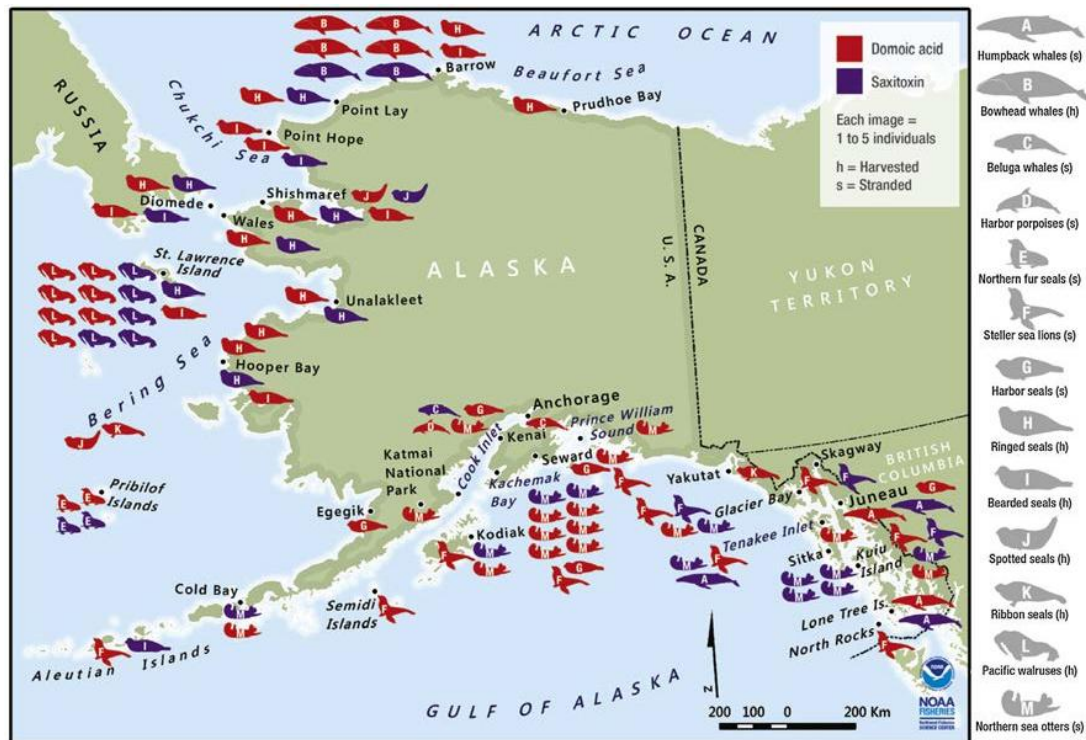 ARCTIC OCEAN
Beaufort Sea
Chukchi Sea
RUSSIA
Barrow
Point Lay
Prudhoe Bay
Point Hope
Shishmaref
Diomede
Wales
St. Lawrence
Island
ALASKA
U.S.A.
CANADA
YUKON
TERRITORY
Unalakleet
Bering Sea
Hooper Bay
Anchorage
Prince William
Sound
Kenai
Cook Inlet
Katmai
National
Park
Seward
Kachemak
Bay
Yakutat
Skagway
BRITISH
COLUMBIA
Glacier Bay
Juneau
Pribilof
Islands
Egegik
Kodiak
Tenakee Inlet
Sitka
Kuiu
Island
Cold Bay
Semidi
Islands
Lone Tree Is.
North Rocks
Aleutian Islands
GULF OF ALASKA
N
200 100 0 200 Km
NOAA
FISHERIES
Domoic acid
Saxitoxin
Each image =
1 to 5 individuals
h = Harvested
s = Stranded
A
Humpback whales (s)
B
Bowhead whales (h)
C
Beluga whales (s)
D
Harbor porpoises (s)
E
Northern fur seals (s)
F
Steller sea lions (s)
G
Harbor seals (s)
H
Ringed seals (h)
I
Bearded seals (h)
J
Spotted seals (h)
K
Ribbon seals (h)
L
Pacific walruses (h)
M
Northern sea otters (s)